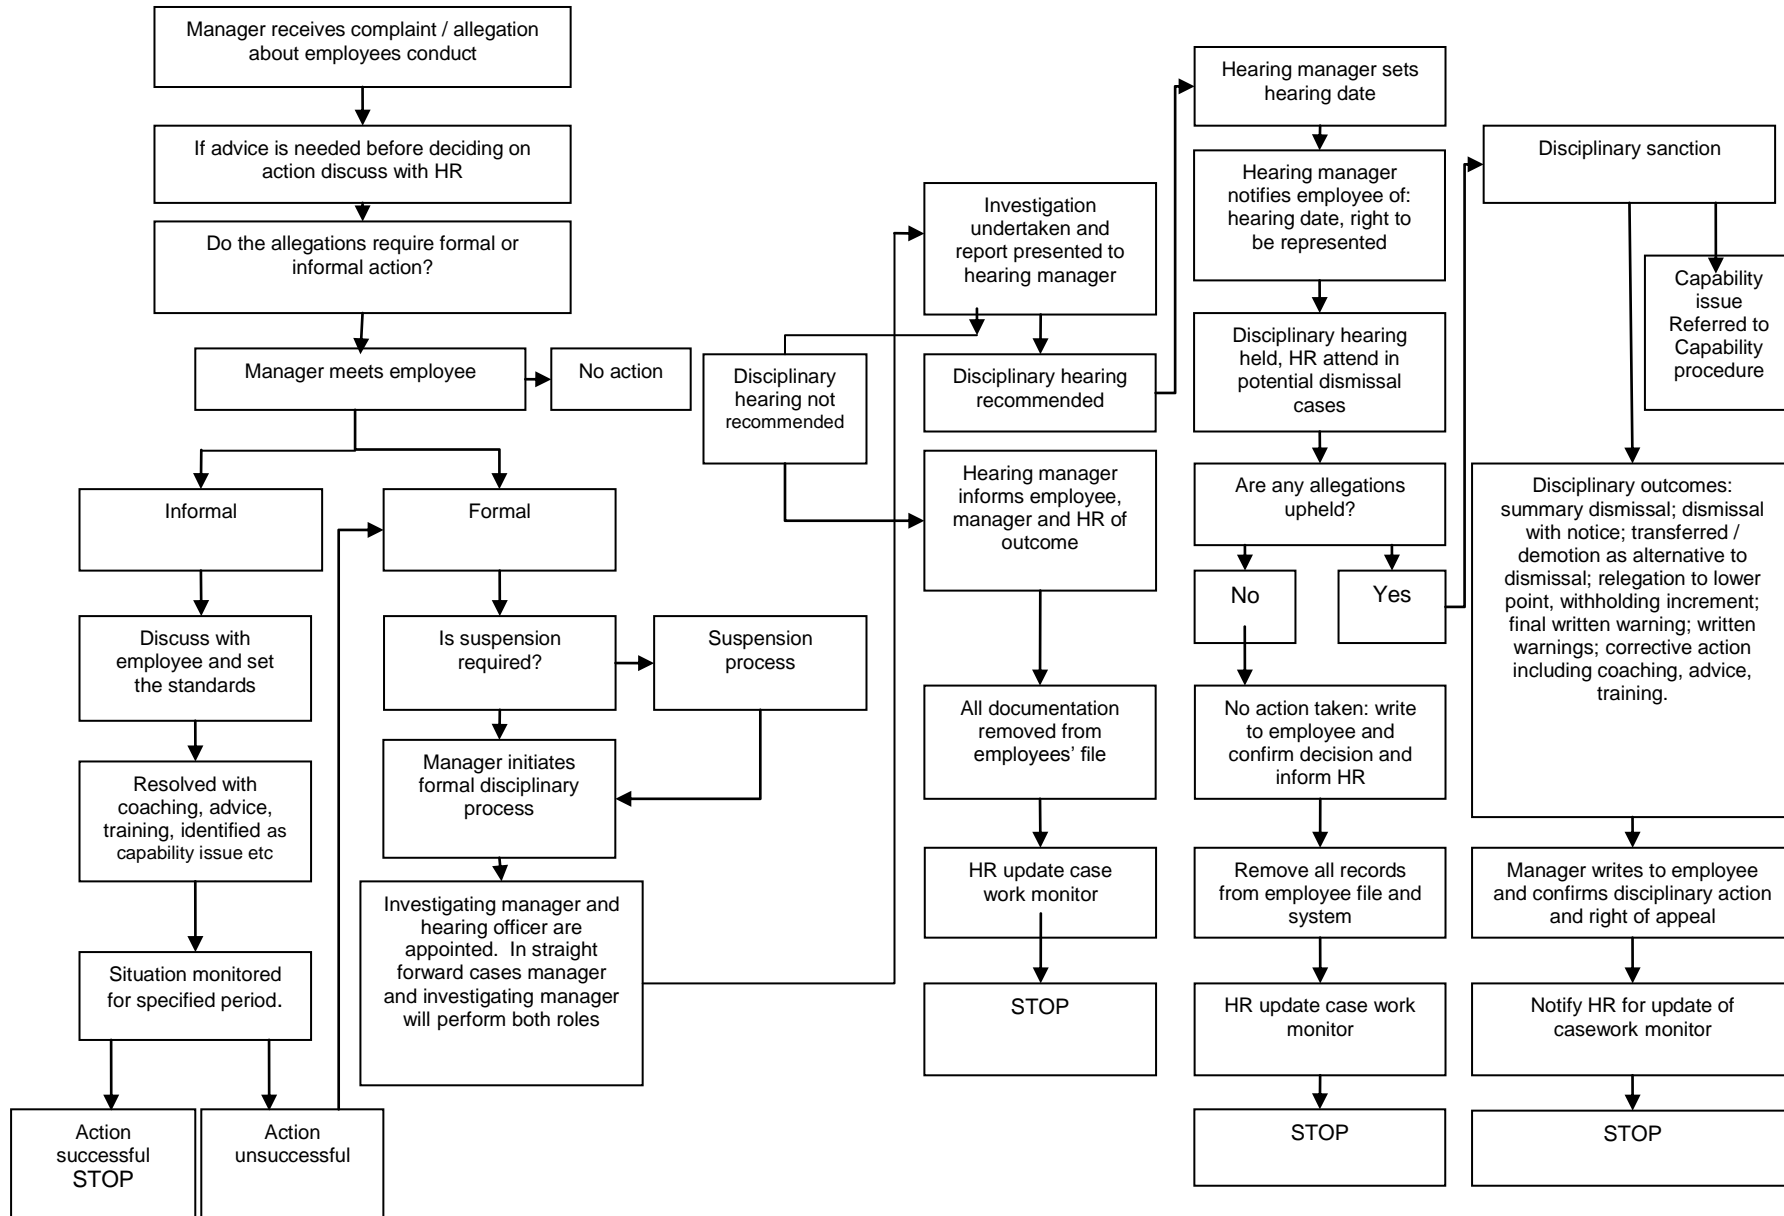 Manager receives complaint / allegation
about employees conduct
If advice is needed before deciding on
action discuss with HR
Do the allegations require formal or
informal action?
Manager meets employee
No action
Informal
Discuss with
employee and set
the standards
Resolved with
coaching, advice,
training, identified as
capability issue etc
Situation monitored
for specified period.
Action
successful
STOP
Action
unsuccessful
Formal
Is suspension
required?
Suspension
process
Manager initiates
formal disciplinary
process
Investigating manager and
hearing officer are
appointed. In straight
forward cases manager
and investigating manager
will perform both roles
Investigation
undertaken and
report presented to
hearing manager
Disciplinary
hearing not
recommended
Disciplinary hearing
recommended
Hearing manager
informs employee,
manager and HR of
outcome
All documentation
removed from
employees' file
HR update case
work monitor
STOP
Hearing manager sets
hearing date
Hearing manager
notifies employee of:
hearing date, right to
be represented
Disciplinary hearing
held, HR attend in
potential dismissal
cases
Are any allegations
upheld?
No
Yes
No action taken: write
to employee and
confirm decision and
inform HR
Remove all records
from employee file and
system
HR update case work
monitor
STOP
Disciplinary sanction
Capability
issue
Referred to
Capability
procedure
Disciplinary outcomes:
summary dismissal; dismissal
with notice; transferred /
demotion as alternative to
dismissal; relegation to lower
point, withholding increment;
final written warning; written
warnings; corrective action
including coaching, advice,
training.
Manager writes to employee
and confirms disciplinary action
and right of appeal
Notify HR for update of
casework monitor
STOP